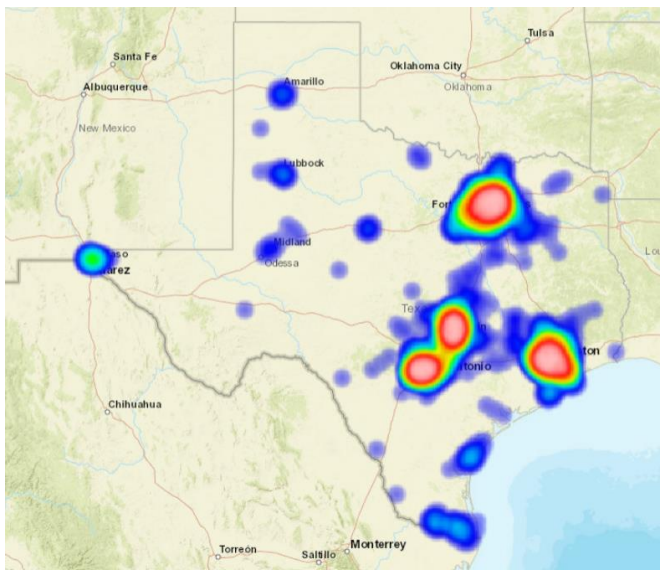 Tulsa
Santa Fe
Oklahoma City
Amarillo
Albuquerque
Oklahoma
New Mexico
Lubbock
Midland
Odessa
Chihuahua
Monterrey
Torreón
Saltillo